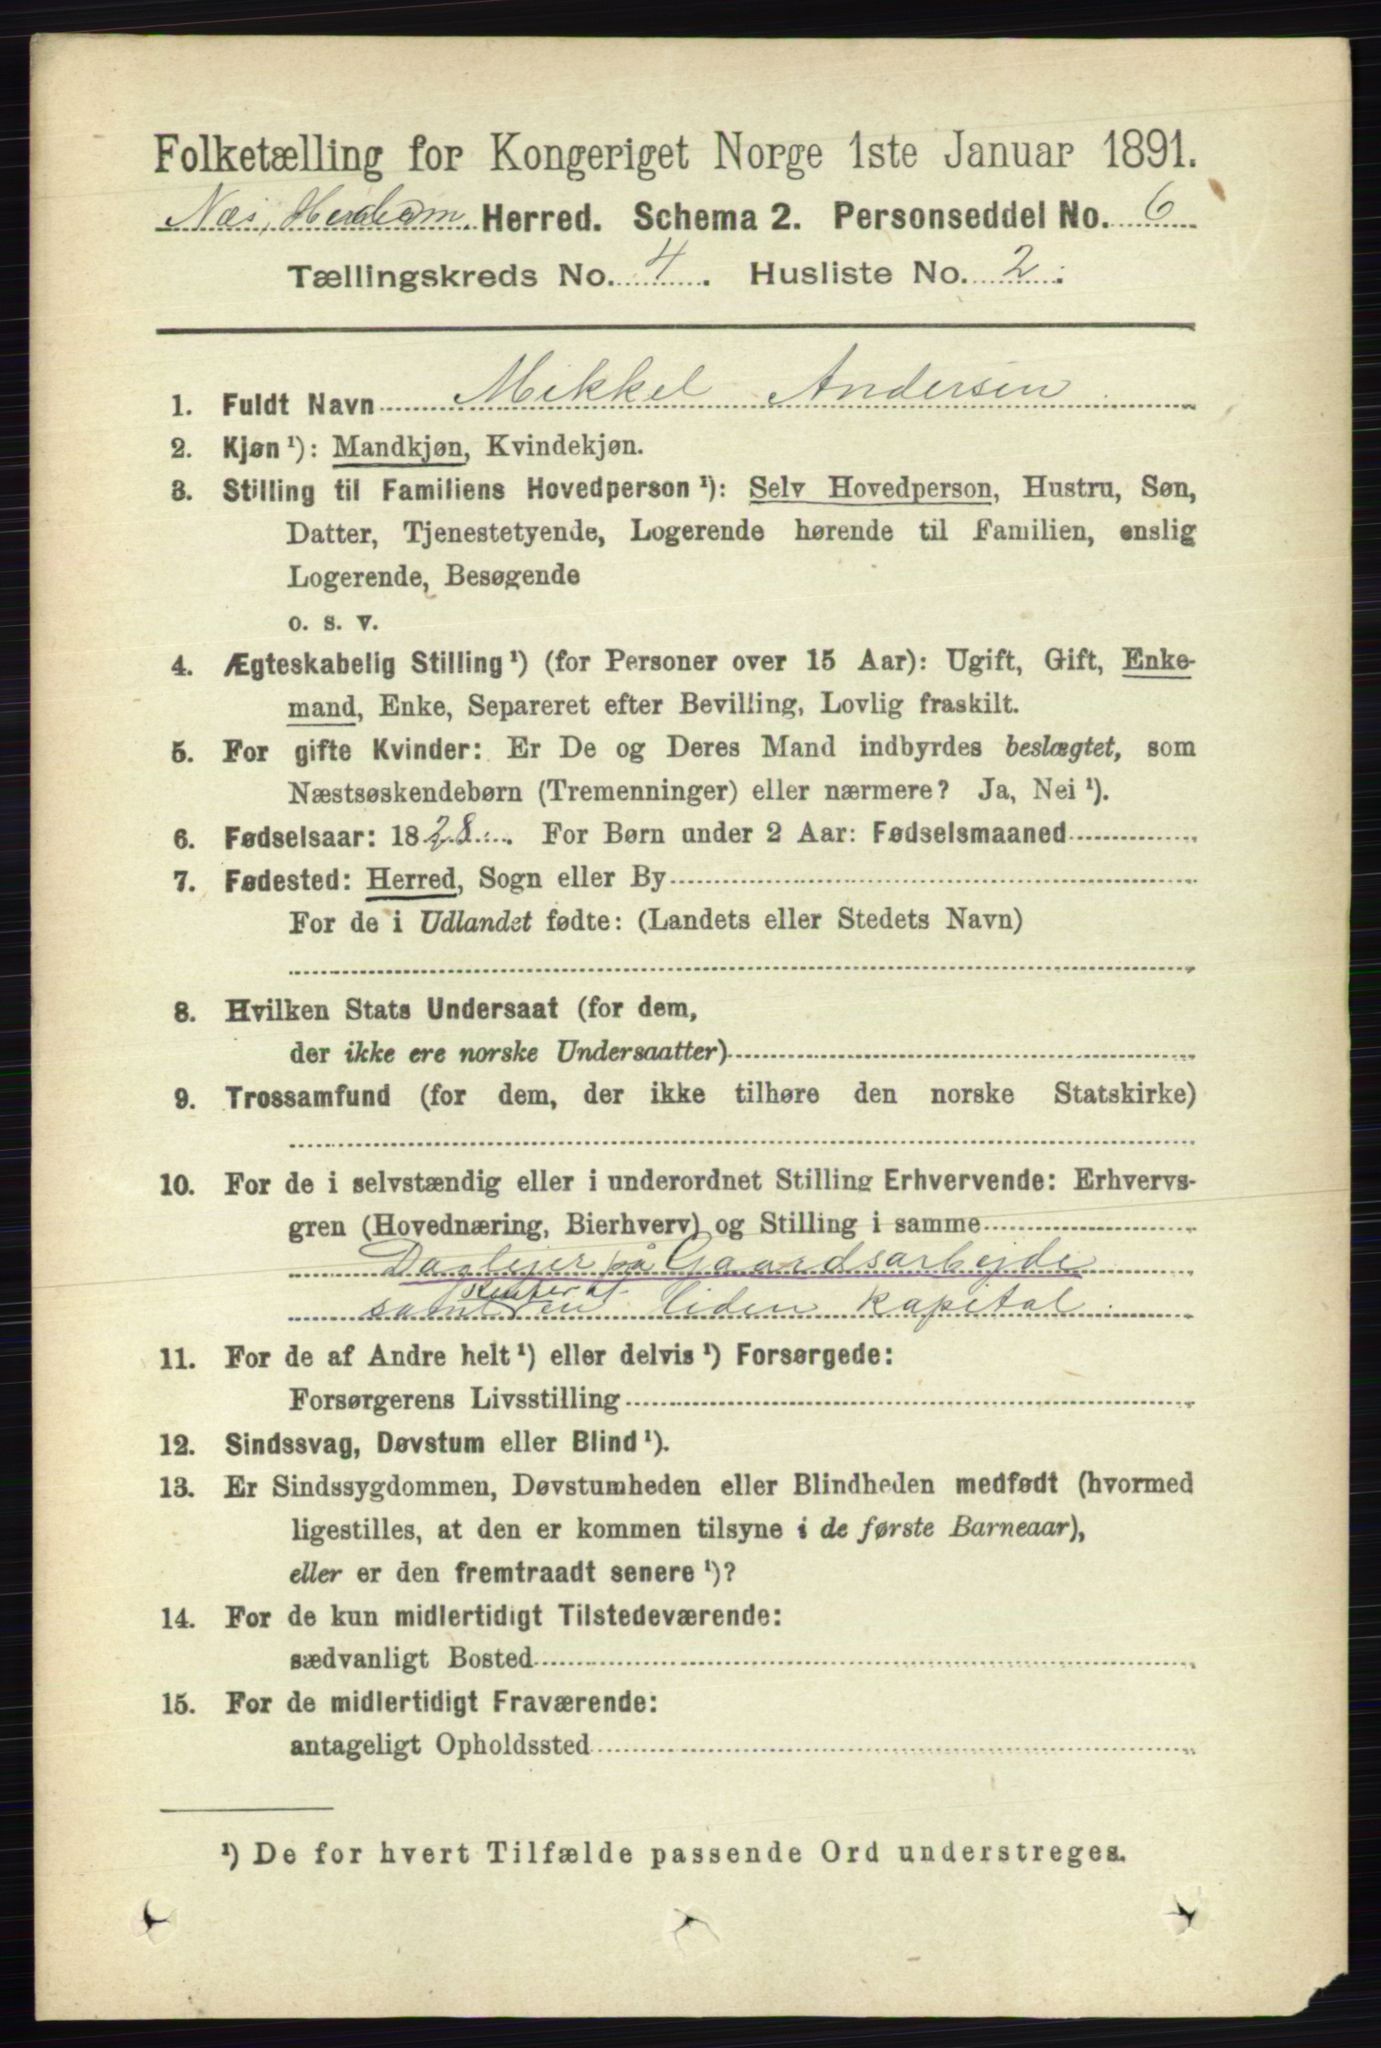 Folketælling for Kongeriget Norge 1ste Januar 1891.
Næs, Hedem. Herred. Schema 2. Personseddel No. 6
Tællingskreds No. 4. Husliste No. 2.
1. Fuldt Navn Mikkel Andersen
2. Kjøn ¹): Mandkjøn, Kvindekjøn.
3. Stilling til Familiens Hovedperson ¹): Selv Hovedperson, Hustru, Søn,
Datter, Tjenestetyende, Logerende hørende til Familien, enslig
Logerende, Besøgende
o. s. v.
4. Ægteskabelig Stilling ¹) (for Personer over 15 Aar): Ugift, Gift, Enke-
mand, Enke, Separeret efter Bevilling, Lovlig fraskilt.
5. For gifte Kvinder: Er De og Deres Mand indbyrdes beslægtet, som
Næstsøskendebørn (Tremenninger) eller nærmere? Ja, Nei ¹).
6. Fødselsaar: 1828. For Børn under 2 Aar: Fødselsmaaned
7. Fødested: Herred, Sogn eller By
For de i Udlandet fødte: (Landets eller Stedets Navn)
8. Hvilken Stats Undersaat (for dem,
der ikke ere norske Undersaatter)
9. Trossamfund (for dem, der ikke tilhøre den norske Statskirke)
10. For de i selvstændig eller i underordnet Stilling Erhvervende: Erhvervs-
gren (Hovednæring, Bierhverv) og Stilling i samme
Daglejer på Gaardsarbejde
samt Renter af en liden kapital.
11. For de af Andre helt ¹) eller delvis ¹) Forsørgede:
Forsørgerens Livsstilling
12. Sindssvag, Døvstum eller Blind ¹).
13. Er Sindssygdommen, Døvstumheden eller Blindheden medfødt (hvormed
ligestilles, at den er kommen tilsyne i de første Barneaar),
eller er den fremtraadt senere ¹)?
14. For de kun midlertidigt Tilstedeværende:
sædvanligt Bosted
15. For de midlertidigt Fraværende:
antageligt Opholdssted
¹) De for hvert Tilfælde passende Ord understreges.